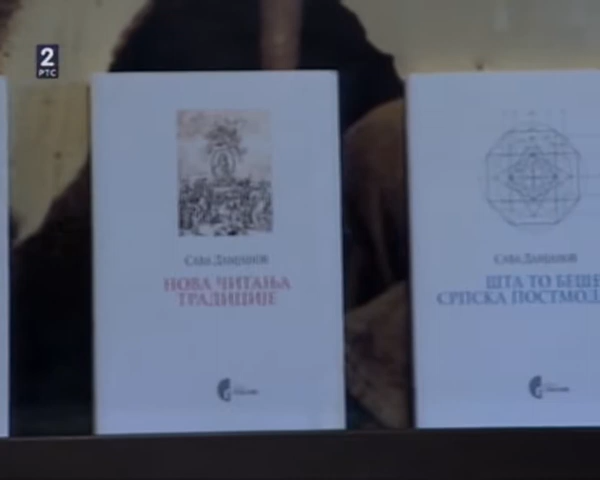 2
РТС
Сава Дамјанов
НОВА ЧИТАЊА
ТРАДИЦИЈЕ
Сава Дамјанов
ШТА ТО БЕШЕ
СРПСКА ПОСТМОД